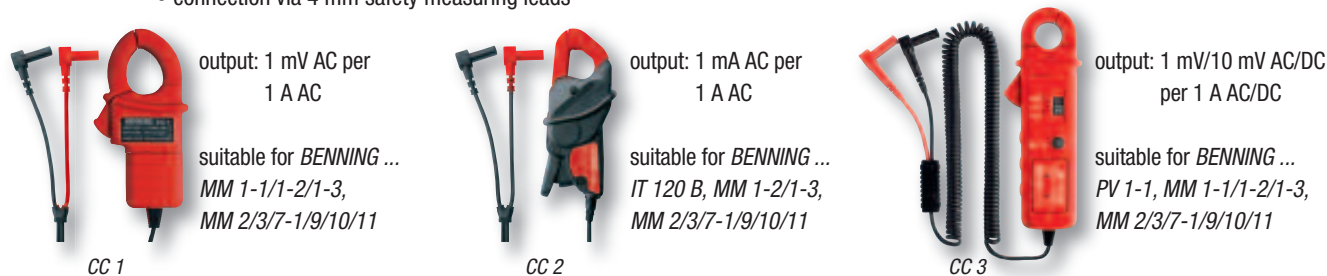 • connection via 4 mm safety measuring leads
output: 1 mV AC per
1 A AC
suitable for BENNING ...
MM 1-1/1-2/1-3,
MM 2/3/7-1/9/10/11
CC 1
output: 1 mA AC per
1 A AC
suitable for BENNING ...
IT 120 B, MM 1-2/1-3,
MM 2/3/7-1/9/10/11
CC 2
output: 1 mV/10 mV AC/DC
per 1 A AC/DC
suitable for BENNING ...
PV 1-1, MM 1-1/1-2/1-3,
MM 2/3/7-1/9/10/11
CC 3